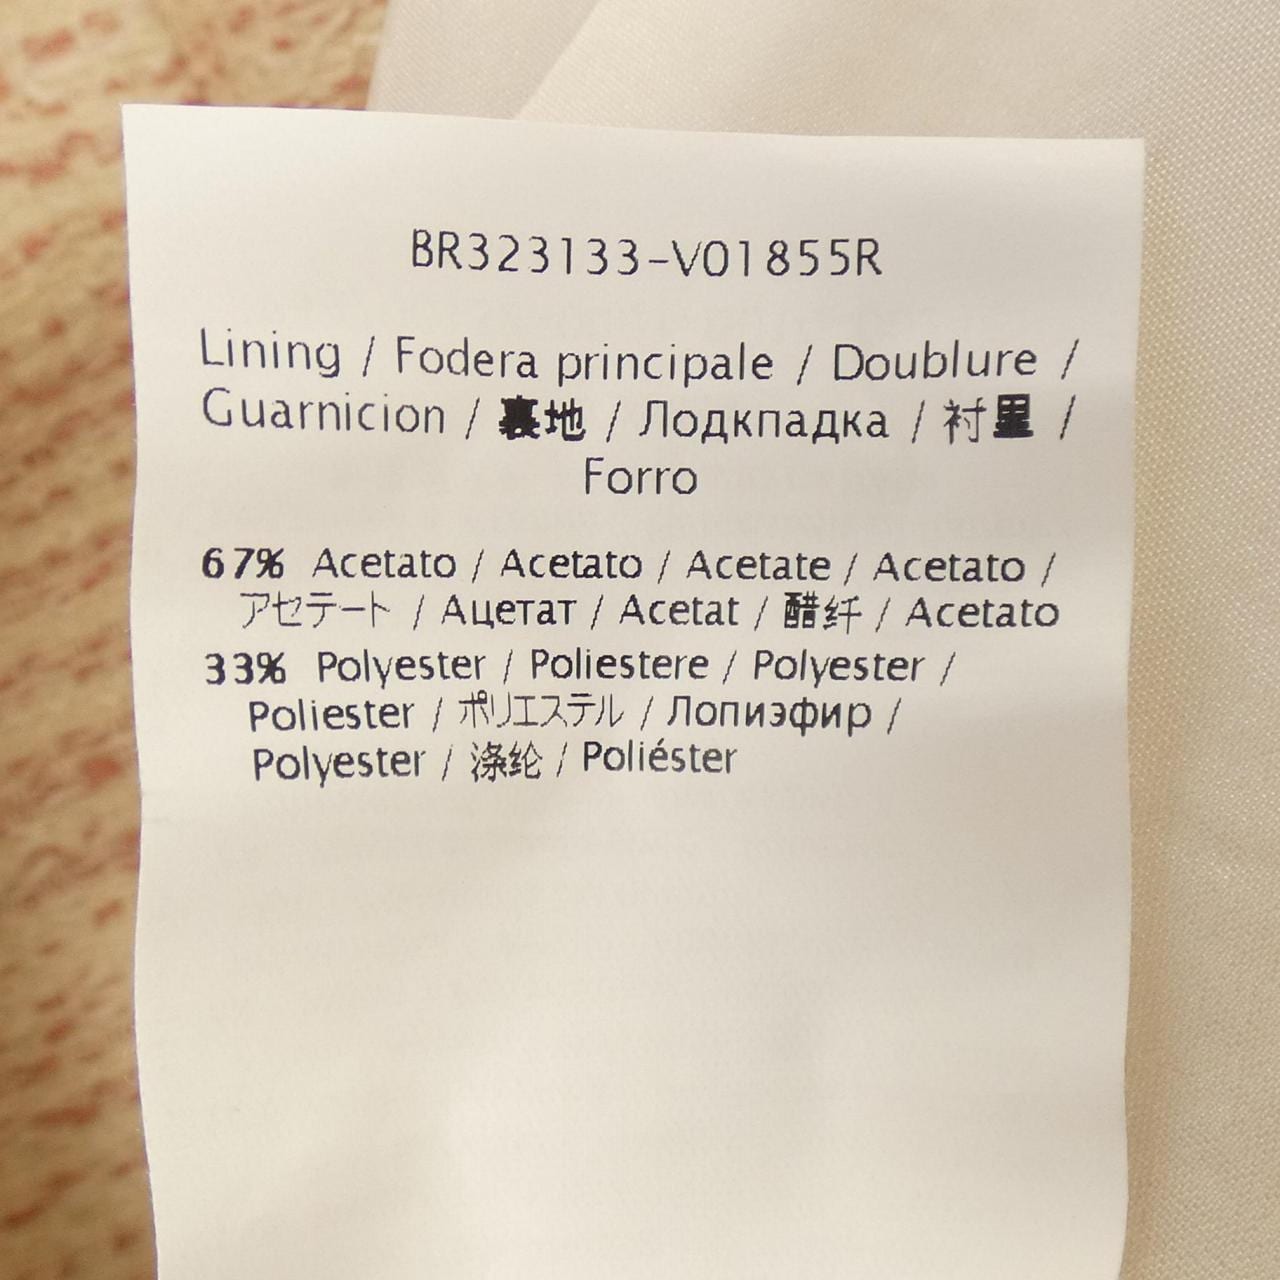 BR323133-V01855R
Lining / Fodera principale / Doublure /
Guarnicion / 裏地 / Лодкпадка / 衬里 /
Forro
67% Acetato / Acetato / Acetate / Acetato /
アセテート / Ацетат / Acetat / 醋纤 / Acetato
33% Polyester / Poliestere / Polyester /
Poliester / ポリエステル / Лопиэфир /
Polyester / 涤纶 / Poliéster